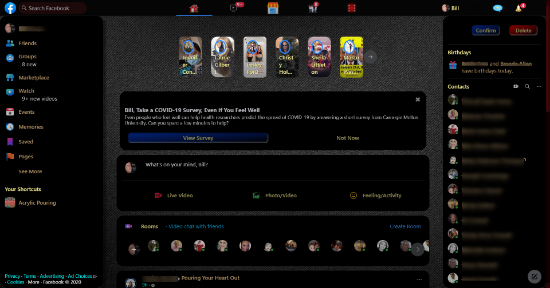 Search Facebook
Bill
Friends
Groups
8 new
Marketplace
Watch
9+ new videos
Events
Memories
Saved
Pages
See More
Your Shortcuts
Acrylic Pouring
Privacy · Terms · Advertising · Ad Choices
· Cookies · More · Facebook © 2020
Bill, Take a COVID-19 Survey, Even if You Feel Well
Even people who feel well can help health researchers predict the spread of COVID-19 by answering a short survey from Carnegie Mellon
University. Can you spare a few minutes to help?
View Survey
Not Now
What's on your mind, Bill?
Live Video
Photo/Video
Feeling/Activity
Rooms · Video chat with friends
Create Room
Pouring Your Heart Out
Confirm
Delete
Birthdays
and
have birthdays today.
Contacts